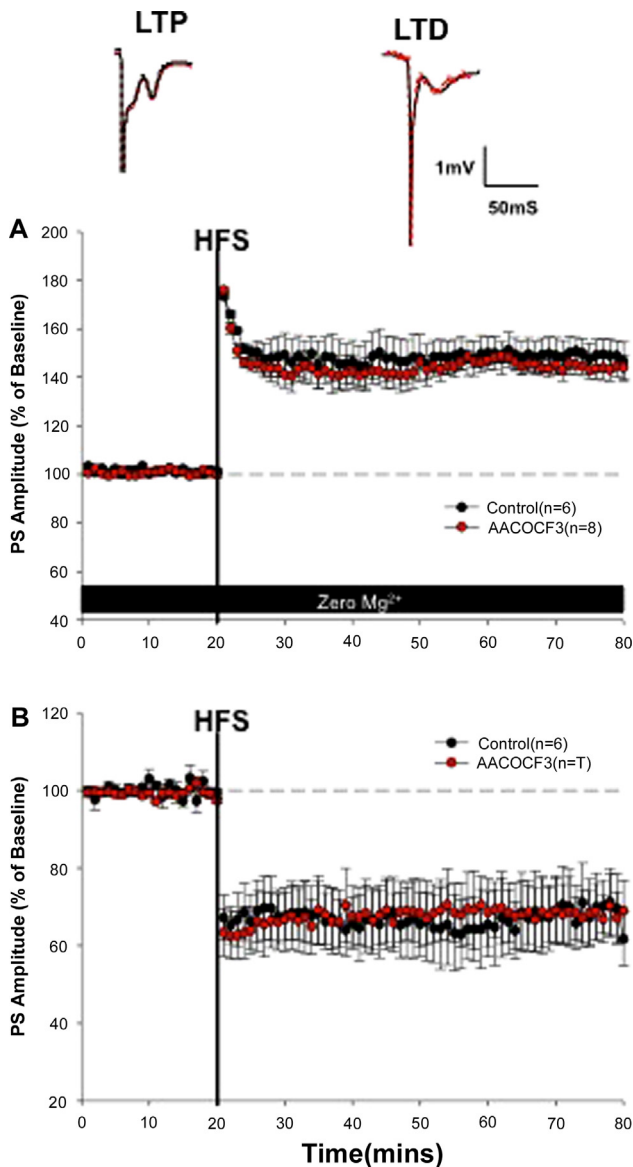 LTP
LTD
1mV
50mS
A
HFS
PS Amplitude (% of Baseline)
200
180
160
140
120
100
80
60
40
Control(n=6)
AACOCF3(n=8)
Zero Mg²⁺
0 10 20 30 40 50 60 70 80
B
HFS
PS Amplitude (% of Baseline)
120
100
80
60
40
20
Control(n=6)
AACOCF3(n=T)
0 10 20 30 40 50 60 70 80
Time(mins)